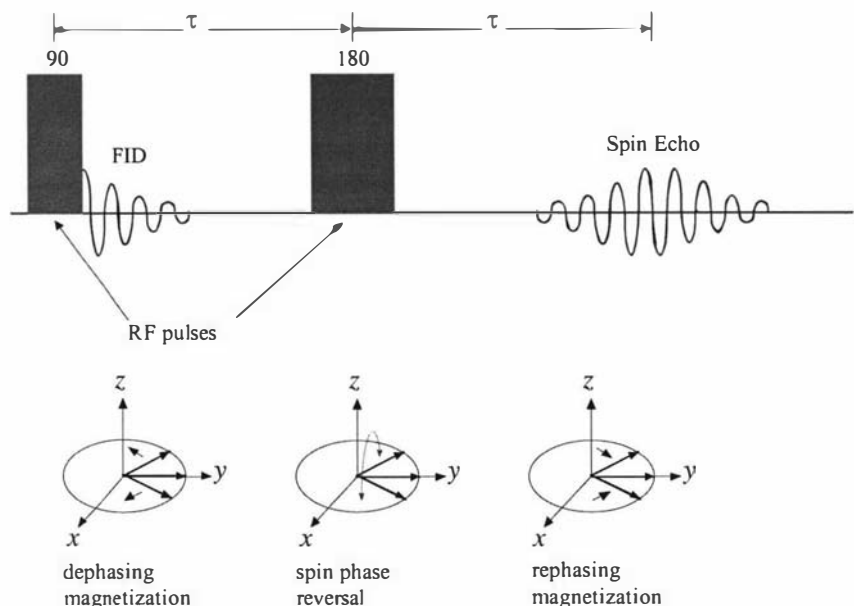 τ τ
90 180
FID
Spin Echo
RF pulses
z z z
y y y
x x x
dephasing spin phase rephasing
magnetization reversal magnetization